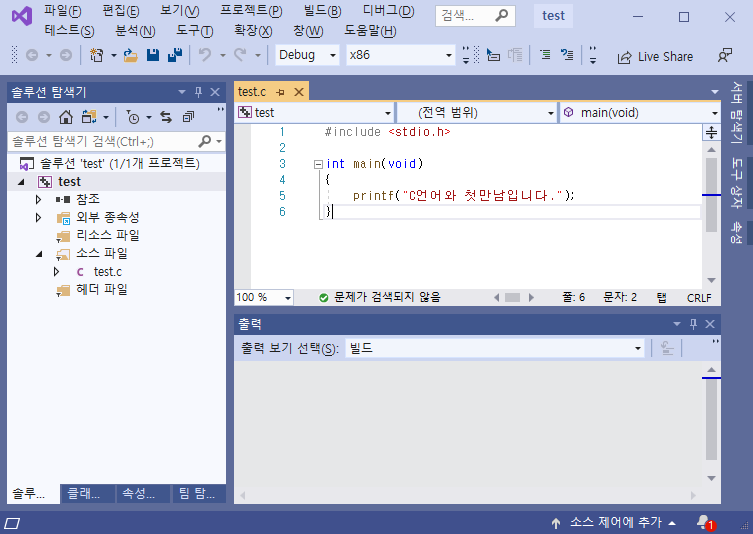 파일(F) 편집(E) 보기(V) 프로젝트(P) 빌드(B) 디버그(D) 검색... test
테스트(S) 분석(N) 도구(T) 확장(X) 창(W) 도움말(H)
Debug x86 Live Share
솔루션 탐색기
솔루션 탐색기 검색(Ctrl+;)
솔루션 'test' (1/1개 프로젝트)
test
참조
외부 종속성
리소스 파일
소스 파일
C test.c
헤더 파일
솔루... 클래... 속성... 팀 탐...
test.c
test (전역 범위) main(void)
1 #include <stdio.h>
2
3 int main(void)
4 {
5 printf("C언어와 첫만남입니다.");
6 }
100 % 문제가 검색되지 않음 줄: 6 문자: 2 탭 CRLF
출력
출력 보기 선택(S): 빌드
서버 탐색기
도구 상자
속성
소스 제어에 추가 1